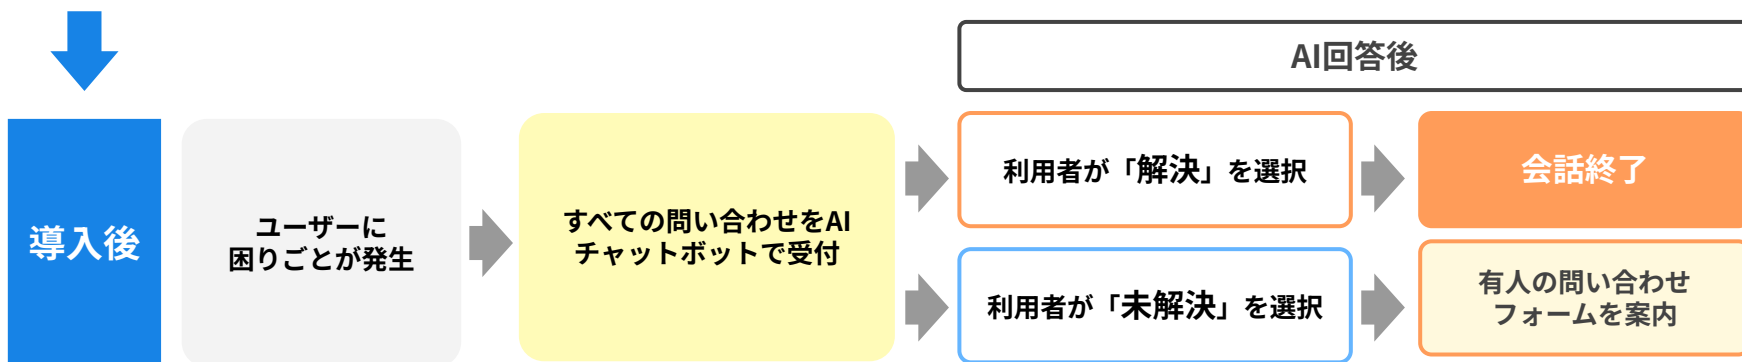 AI回答後
導入後
ユーザーに
困りごとが発生
すべての問い合わせをAI
チャットボットで受付
利用者が「解決」を選択
会話終了
利用者が「未解決」を選択
有人の問い合わせ
フォームを案内